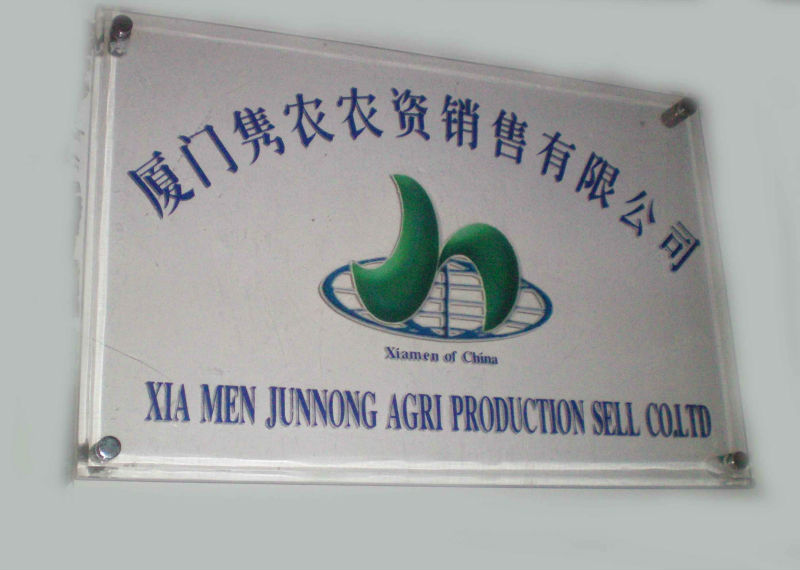 厦门隽农农资销售有限公司
Xiamen of China
XIA MEN JUNNONG AGRI PRODUCTION SELL CO.LTD